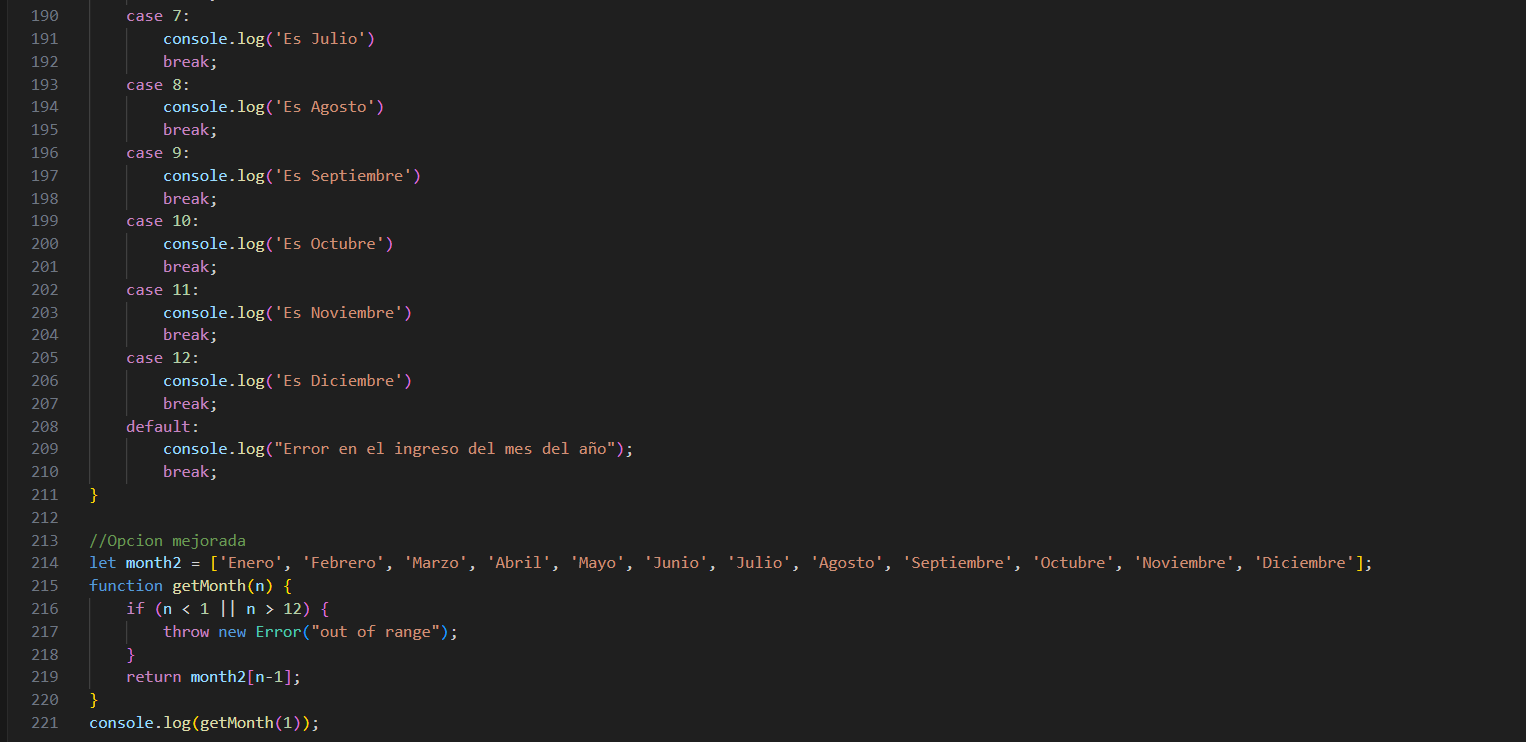 190 case 7:
191 console.log('Es Julio')
192 break;
193 case 8:
194 console.log('Es Agosto')
195 break;
196 case 9:
197 console.log('Es Septiembre')
198 break;
199 case 10:
200 console.log('Es Octubre')
201 break;
202 case 11:
203 console.log('Es Noviembre')
204 break;
205 case 12:
206 console.log('Es Diciembre')
207 break;
208 default:
209 console.log("Error en el ingreso del mes del año");
210 break;
211 }
212
213 //Opcion mejorada
214 let month2 = ['Enero', 'Febrero', 'Marzo', 'Abril', 'Mayo', 'Junio', 'Julio', 'Agosto', 'Septiembre', 'Octubre', 'Noviembre', 'Diciembre'];
215 function getMonth(n) {
216 if (n < 1 || n > 12) {
217 throw new Error("out of range");
218 }
219 return month2[n-1];
220 }
221 console.log(getMonth(1));